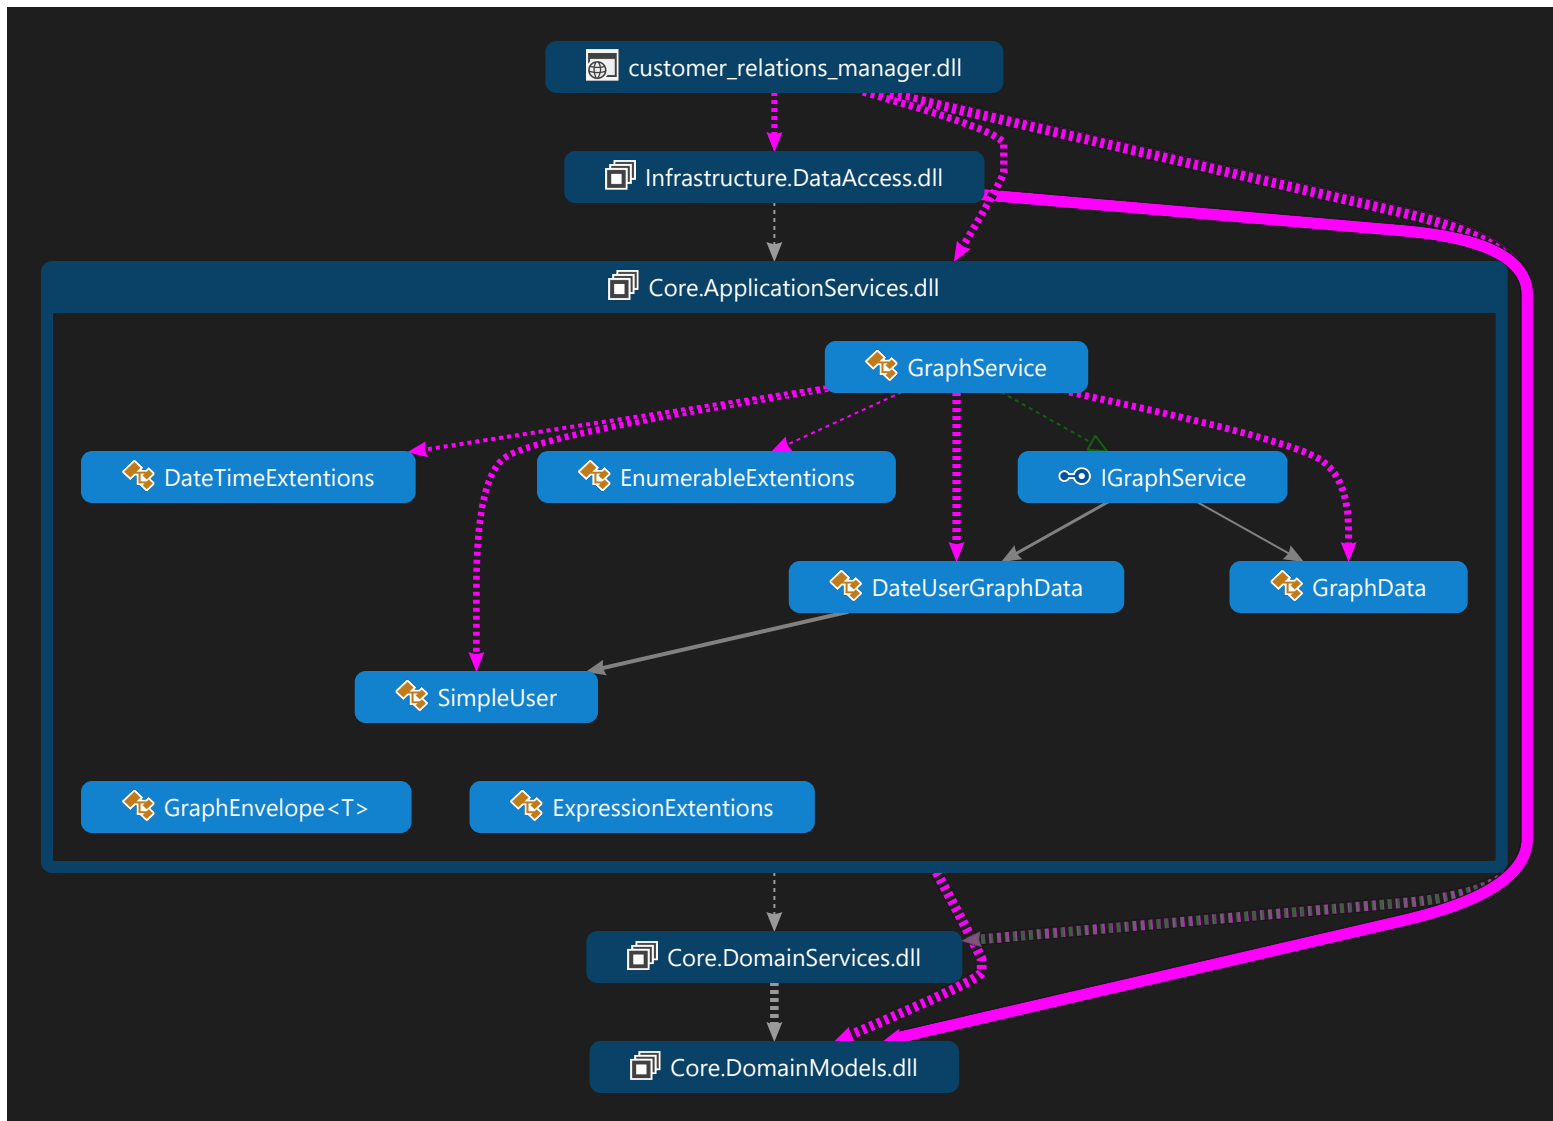 customer_relations_manager.dll
Infrastructure.DataAccess.dll
Core.ApplicationServices.dll
GraphService
DateTimeExtentions
EnumerableExtentions
IGraphService
DateUserGraphData
GraphData
SimpleUser
GraphEnvelope<T>
ExpressionExtentions
Core.DomainServices.dll
Core.DomainModels.dll